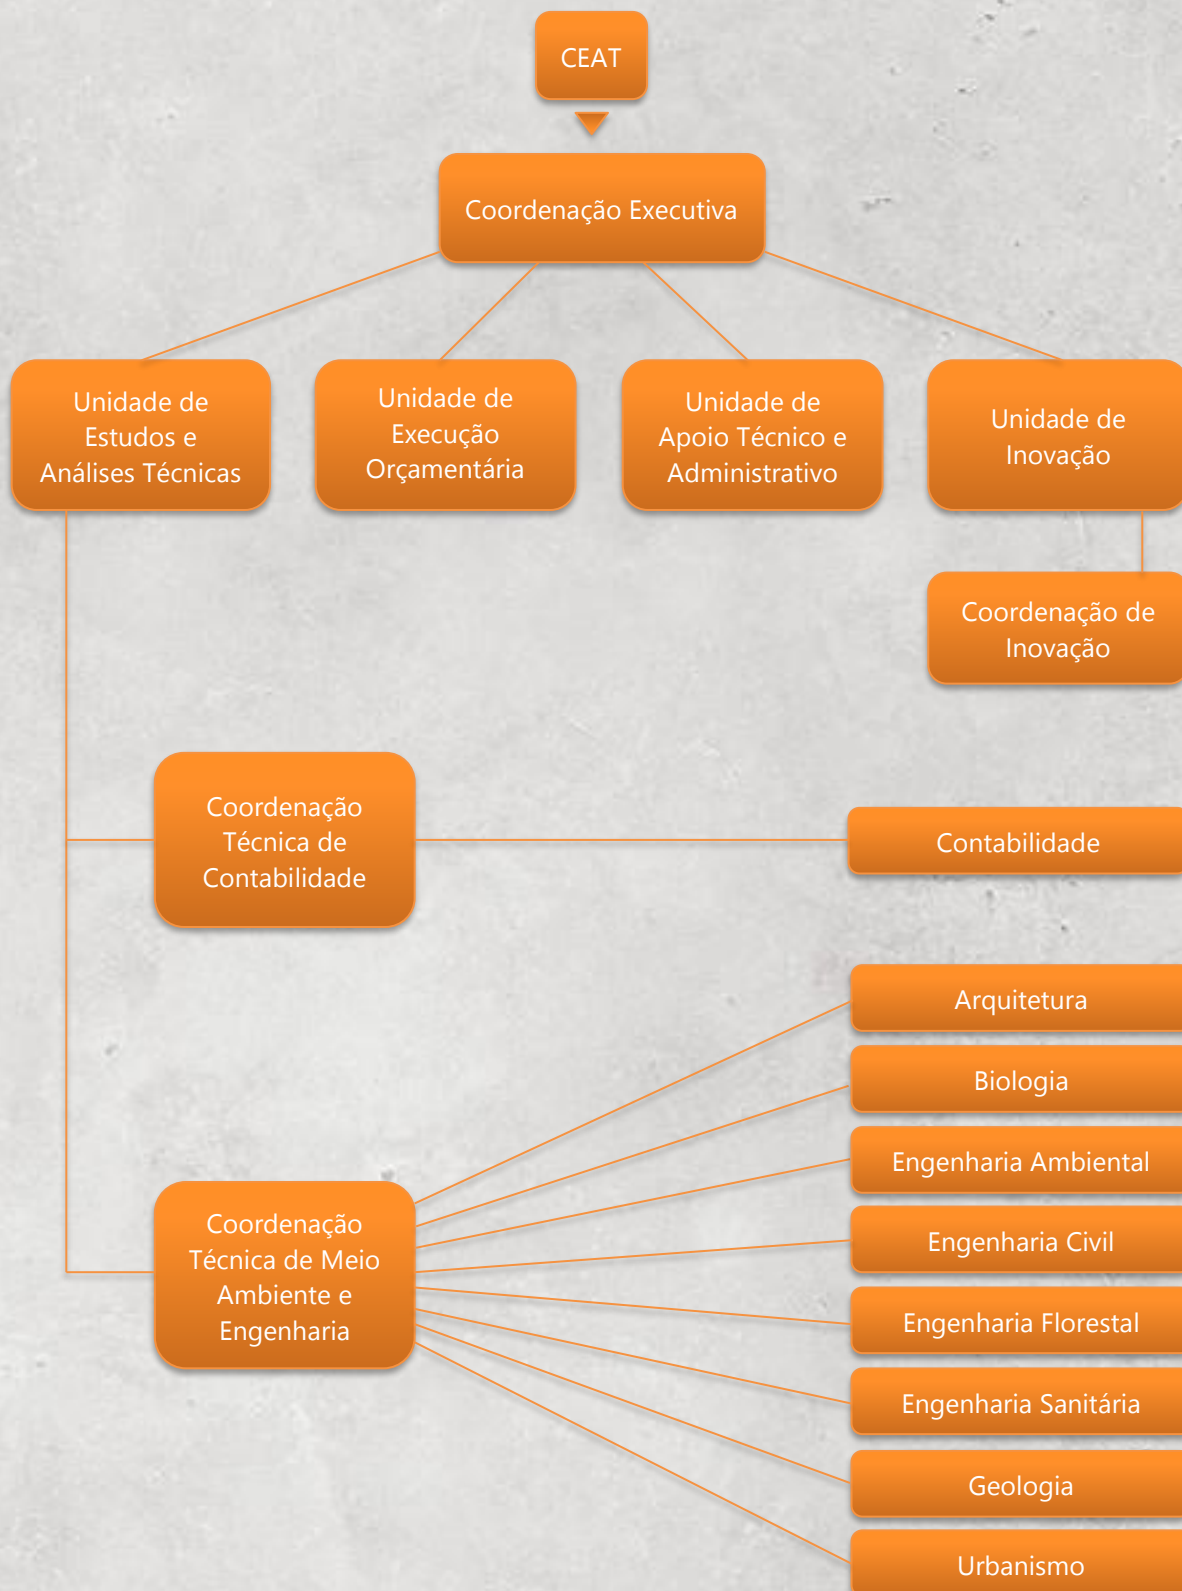 CEAT
Coordenação Executiva
Unidade de
Estudos e
Análises Técnicas
Unidade de
Execução
Orçamentária
Unidade de
Apoio Técnico e
Administrativo
Unidade de
Inovação
Coordenação de
Inovação
Coordenação
Técnica de
Contabilidade
Contabilidade
Coordenação
Técnica de Meio
Ambiente e
Engenharia
Arquitetura
Biologia
Engenharia Ambiental
Engenharia Civil
Engenharia Florestal
Engenharia Sanitária
Geologia
Urbanismo